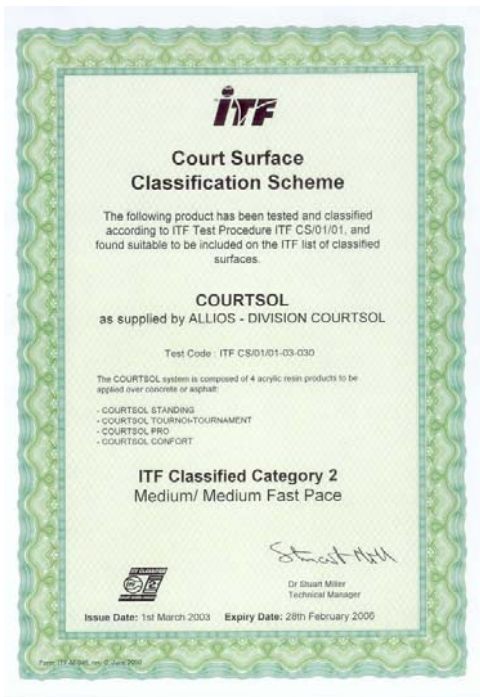 ITF
Court Surface
Classification Scheme
The following product has been tested and classified
according to ITF Test Procedure ITF CS/01/01, and
found suitable to be included on the ITF list of classified
surfaces.
COURTSOL
as supplied by ALLIOS - DIVISION COURTSOL
Test Code : ITF CS/01/01-03-030
The COURTSOL system is composed of 4 acrylic resin products to be
applied over concrete or asphalt:
- COURTSOL STANDING
- COURTSOL TOURNOI-TOURNAMENT
- COURTSOL PRO
- COURTSOL CONFORT
ITF Classified Category 2
Medium/ Medium Fast Pace
Stuart Mill
ITF CLASSIFIED
Dr Stuart Miller
Technical Manager
Issue Date: 1st March 2003 Expiry Date: 28th February 2006